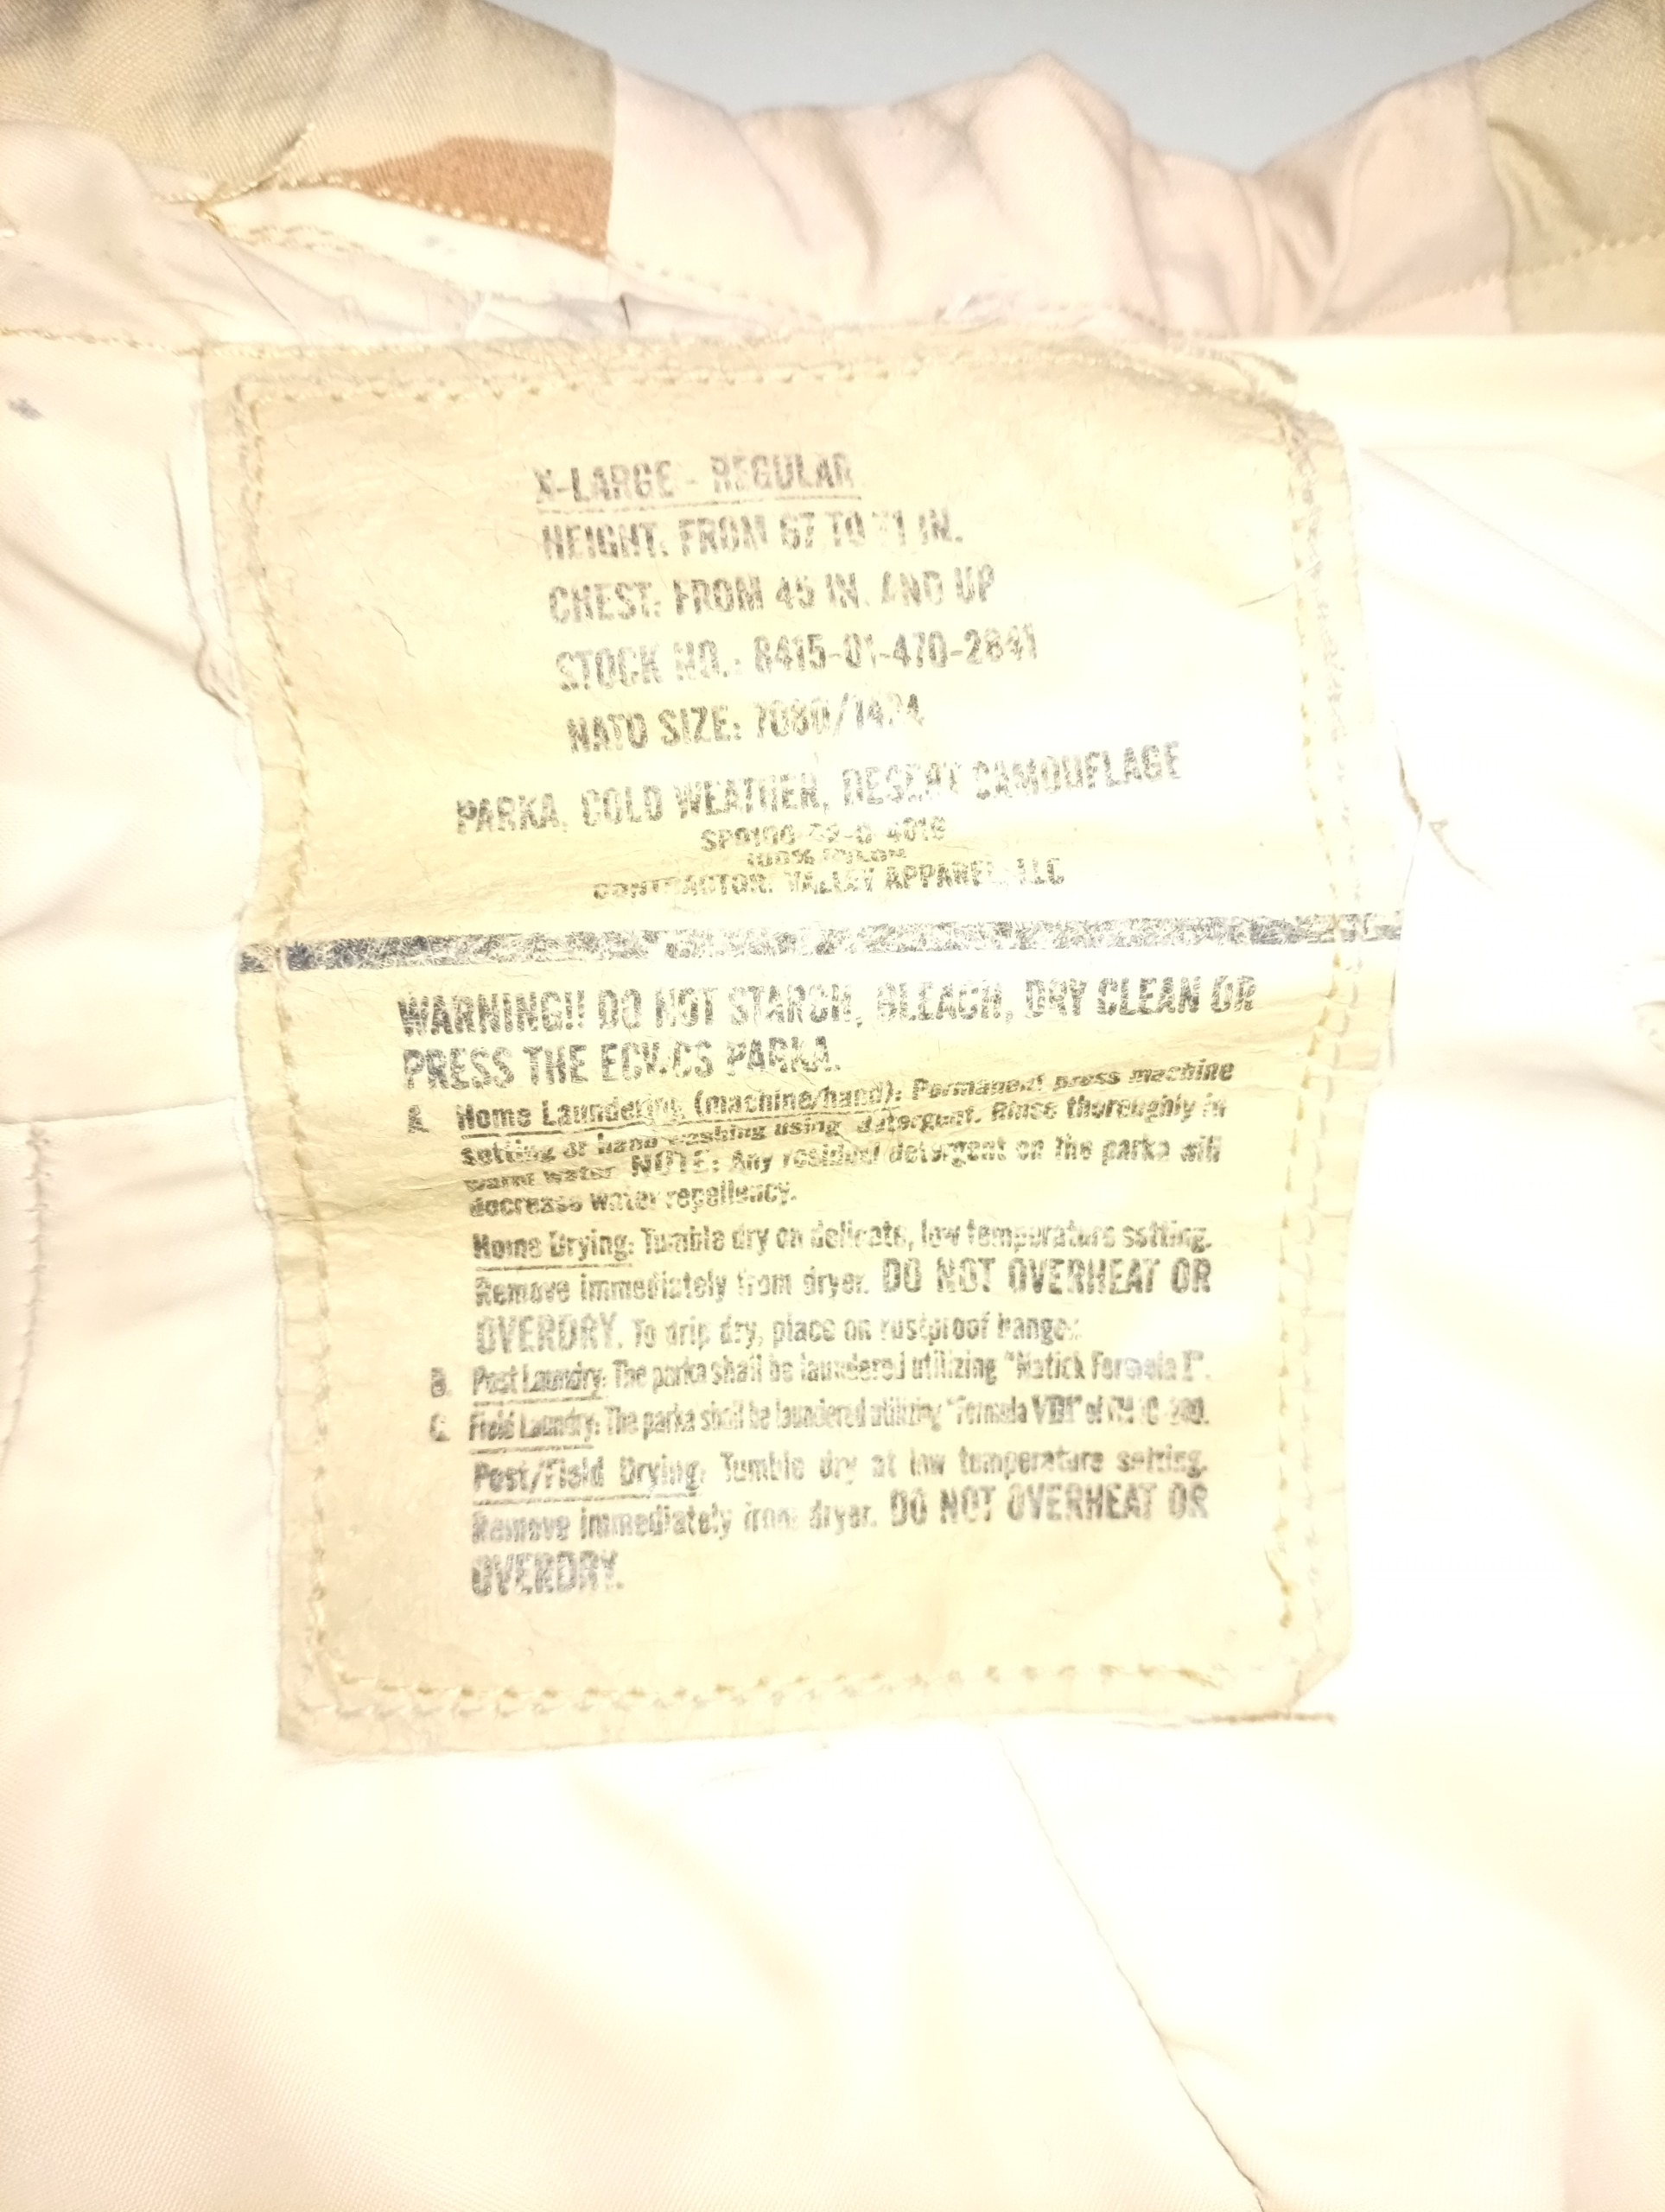 X-LARGE - REGULAR
HEIGHT: FROM 67 TO 71 IN.
CHEST: FROM 45 IN. AND UP
STOCK NO.: 8415-01-470-2841
NATO SIZE:
PARKA, COLD WEATHER, DESERT CAMOUFLAGE
100% NYLON
CONTRACTOR: VALLEY APPAREL, LLC
WARNING!! DO NOT STARCH, BLEACH, DRY CLEAN OR
PRESS THE ECWCS PARKA.
A. Home Laundering (machine/hand): Permanent press machine
setting or hand washing using detergent. Rinse thoroughly in
warm water. NOTE: Any residual detergent on the parka will
decrease water repellency.
Home Drying: Tumble dry on delicate, low temperature setting.
Remove immediately from dryer. DO NOT OVERHEAT OR
OVERDRY. To drip dry, place on rustproof hanger.
B. Post Laundry: The parka shall be laundered utilizing "Natick Formula I".
C. Field Laundry: The parka shall be laundered utilizing "Formula of
Post/Field Drying: Tumble dry at low temperature setting.
Remove immediately from dryer. DO NOT OVERHEAT OR
OVERDRY.